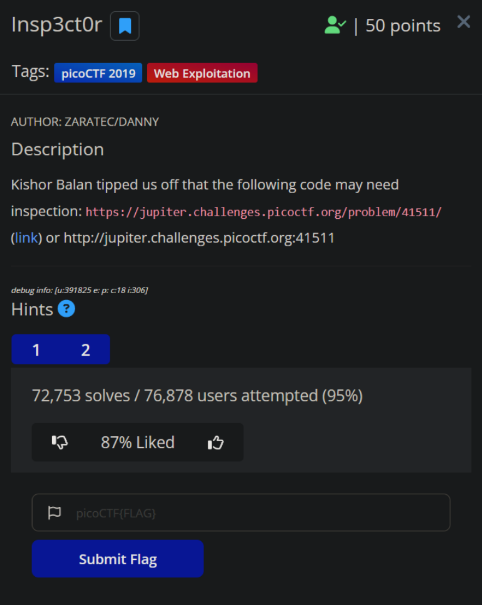 Insp3ct0r | 50 points
Tags: picoCTF 2019 Web Exploitation
AUTHOR: ZARATEC/DANNY
Description
Kishor Balan tipped us off that the following code may need
inspection: https://jupiter.challenges.picoctf.org/problem/41511/
(link) or http://jupiter.challenges.picoctf.org:41511
debug info: [u:391825 e: p: c:18 i:306]
Hints ?
1 2
72,753 solves / 76,878 users attempted (95%)
87% Liked
picoCTF{FLAG}
Submit Flag